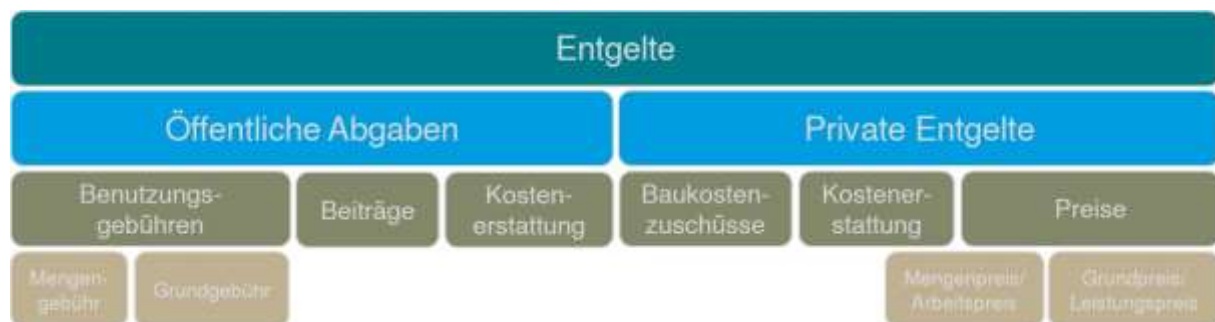 Entgelte
Öffentliche Abgaben
Private Entgelte
Benutzungs-
gebühren
Beiträge
Kosten-
erstattung
Baukosten-
zuschüsse
Kostener-
stattung
Preise
Mengen-
gebühr
Grundgebühr
Mengenpreis/
Arbeitspreis
Grundpreis/
Leistungspreis